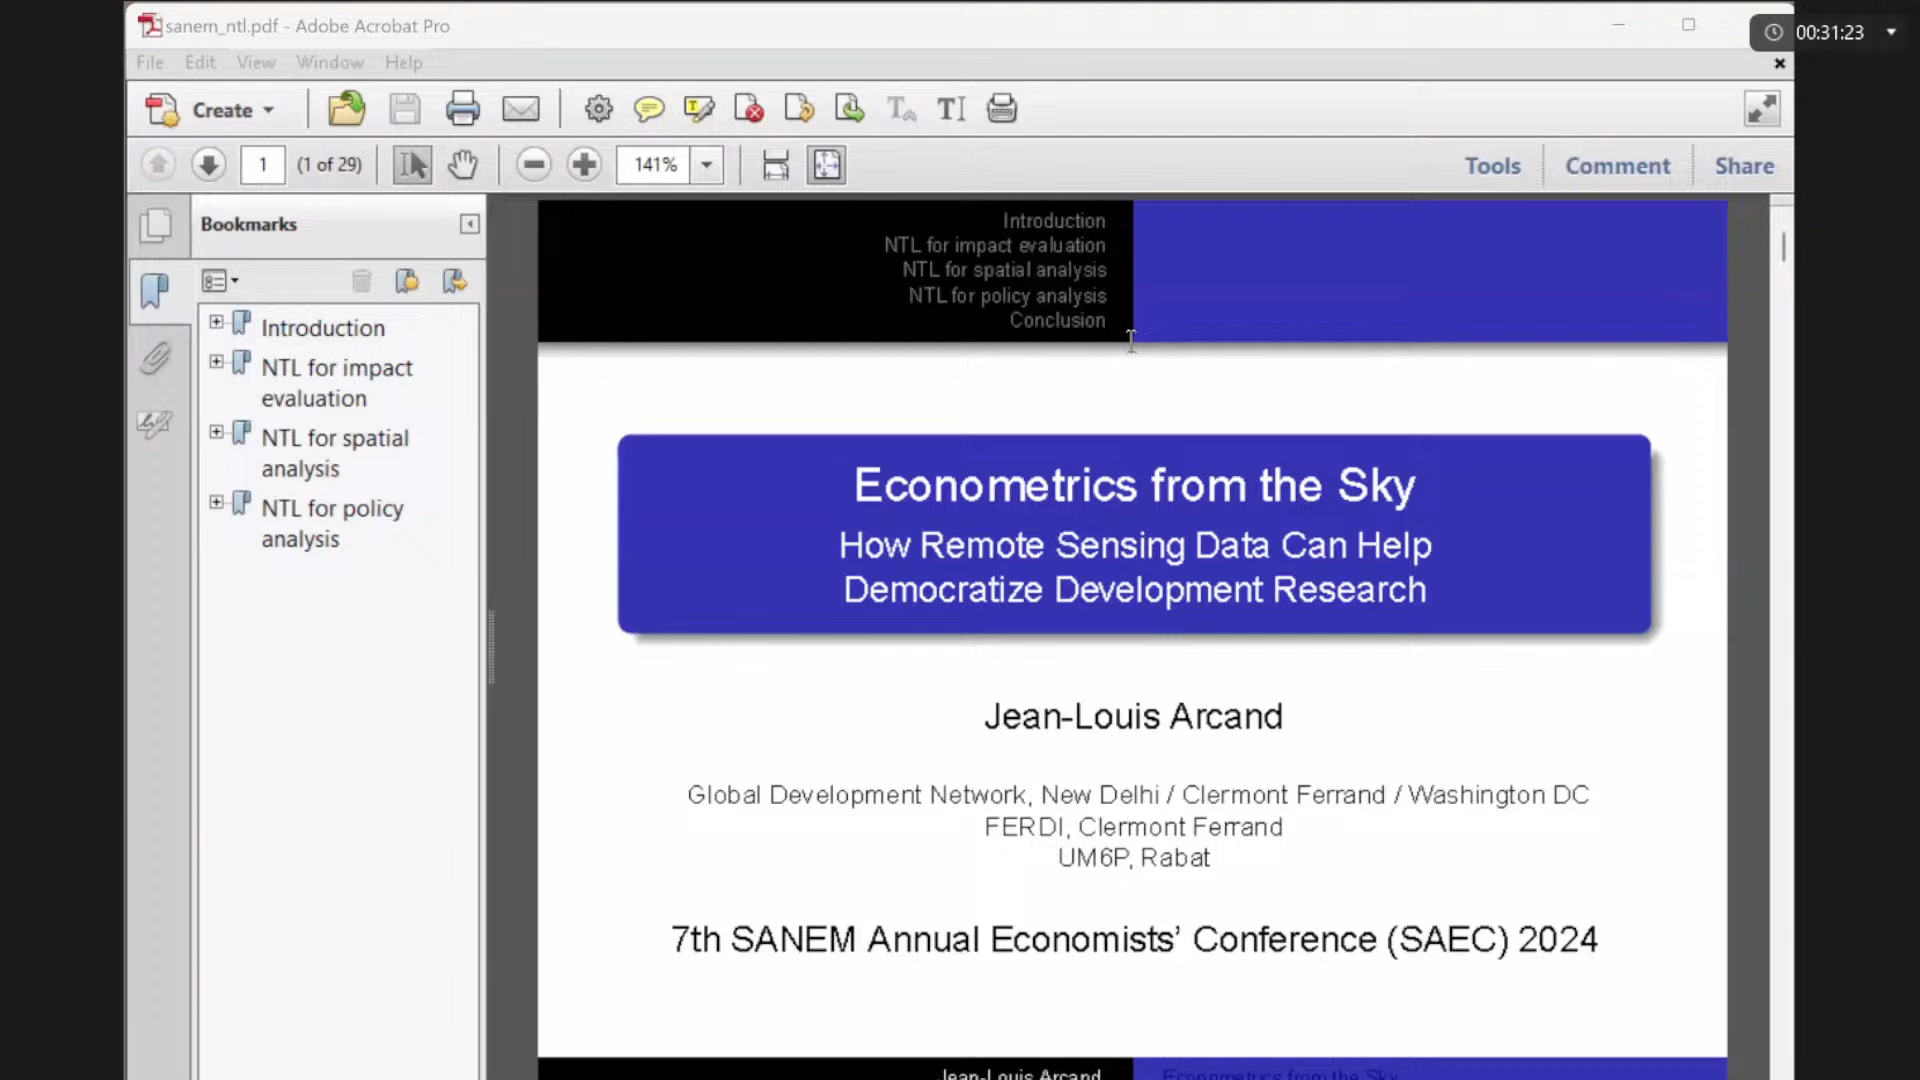 sanem_ntl.pdf - Adobe Acrobat Pro
00:31:23
File Edit View Window Help
Create
1 (1 of 29) 141% Tools Comment Share
Bookmarks
Introduction
NTL for impact
evaluation
NTL for spatial
analysis
NTL for policy
analysis
Introduction
NTL for impact evaluation
NTL for spatial analysis
NTL for policy analysis
Conclusion
Econometrics from the Sky
How Remote Sensing Data Can Help
Democratize Development Research
Jean-Louis Arcand
Global Development Network, New Delhi / Clermont Ferrand / Washington DC
FERDI, Clermont Ferrand
UM6P, Rabat
7th SANEM Annual Economists' Conference (SAEC) 2024
Jean-Louis Arcand Econometrics from the Sky